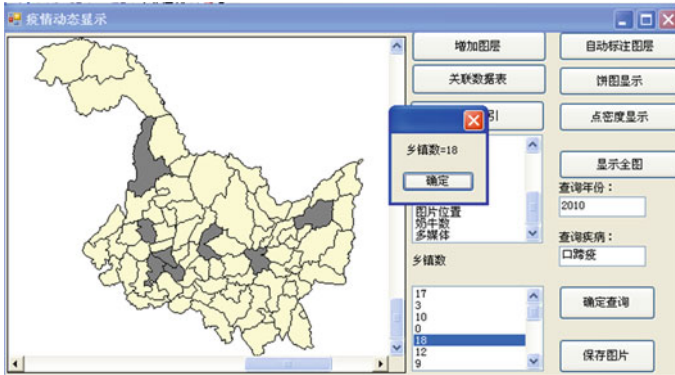 疫情动态显示
增加图层
自动标注图层
关联数据表
饼图显示
引
点密度显示
乡镇数=18
确定
显示全图
查询年份：
2010
图片位置
奶牛数
多媒体
查询疾病：
口蹄疫
乡镇数
17
3
10
0
18
12
9
确定查询
保存图片